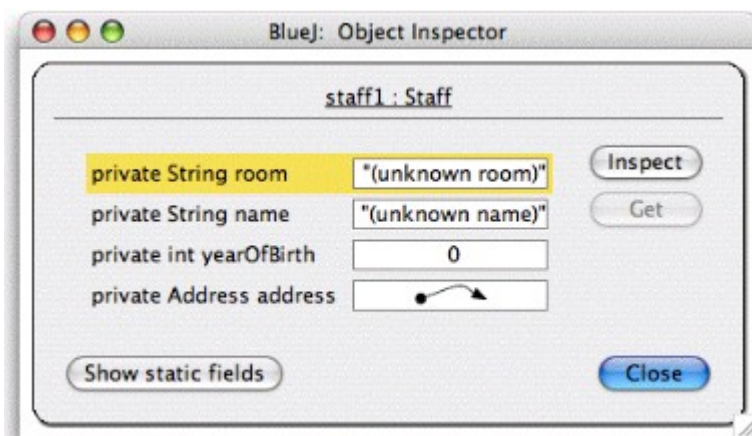 BlueJ: Object Inspector
staff1 : Staff
private String room "(unknown room)" Inspect
private String name "(unknown name)" Get
private int yearOfBirth 0
private Address address
Show static fields Close